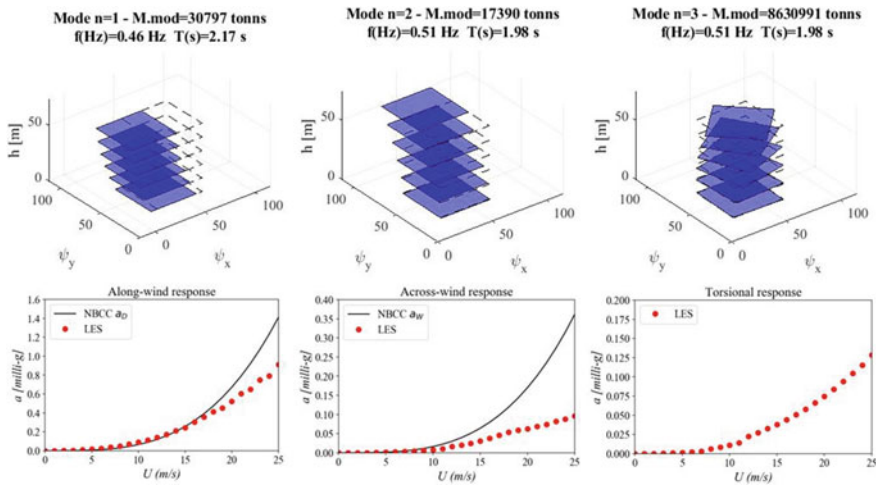 Mode n=1 - M.mod=30797 tonns
f(Hz)=0.46 Hz T(s)=2.17 s
Mode n=2 - M.mod=17390 tonns
f(Hz)=0.51 Hz T(s)=1.98 s
Mode n=3 - M.mod=8630991 tonns
f(Hz)=0.51 Hz T(s)=1.98 s
h [m]
50
0
100
50
0
0
50
100
ψy
ψx
h [m]
50
0
100
50
0
0
50
100
ψy
ψx
h [m]
50
0
100
50
0
0
50
100
ψy
ψx
Along-wind response
NBCC aD
LES
a [milli-g]
1.6
1.4
1.2
1.0
0.8
0.6
0.4
0.2
0.0
0 5 10 15 20 25
U (m/s)
Across-wind response
NBCC aW
LES
a [milli-g]
0.40
0.35
0.30
0.25
0.20
0.15
0.10
0.05
0.00
0 5 10 15 20 25
U (m/s)
Torsional response
LES
a [milli-g]
0.200
0.175
0.150
0.125
0.100
0.075
0.050
0.025
0.000
0 5 10 15 20 25
U (m/s)